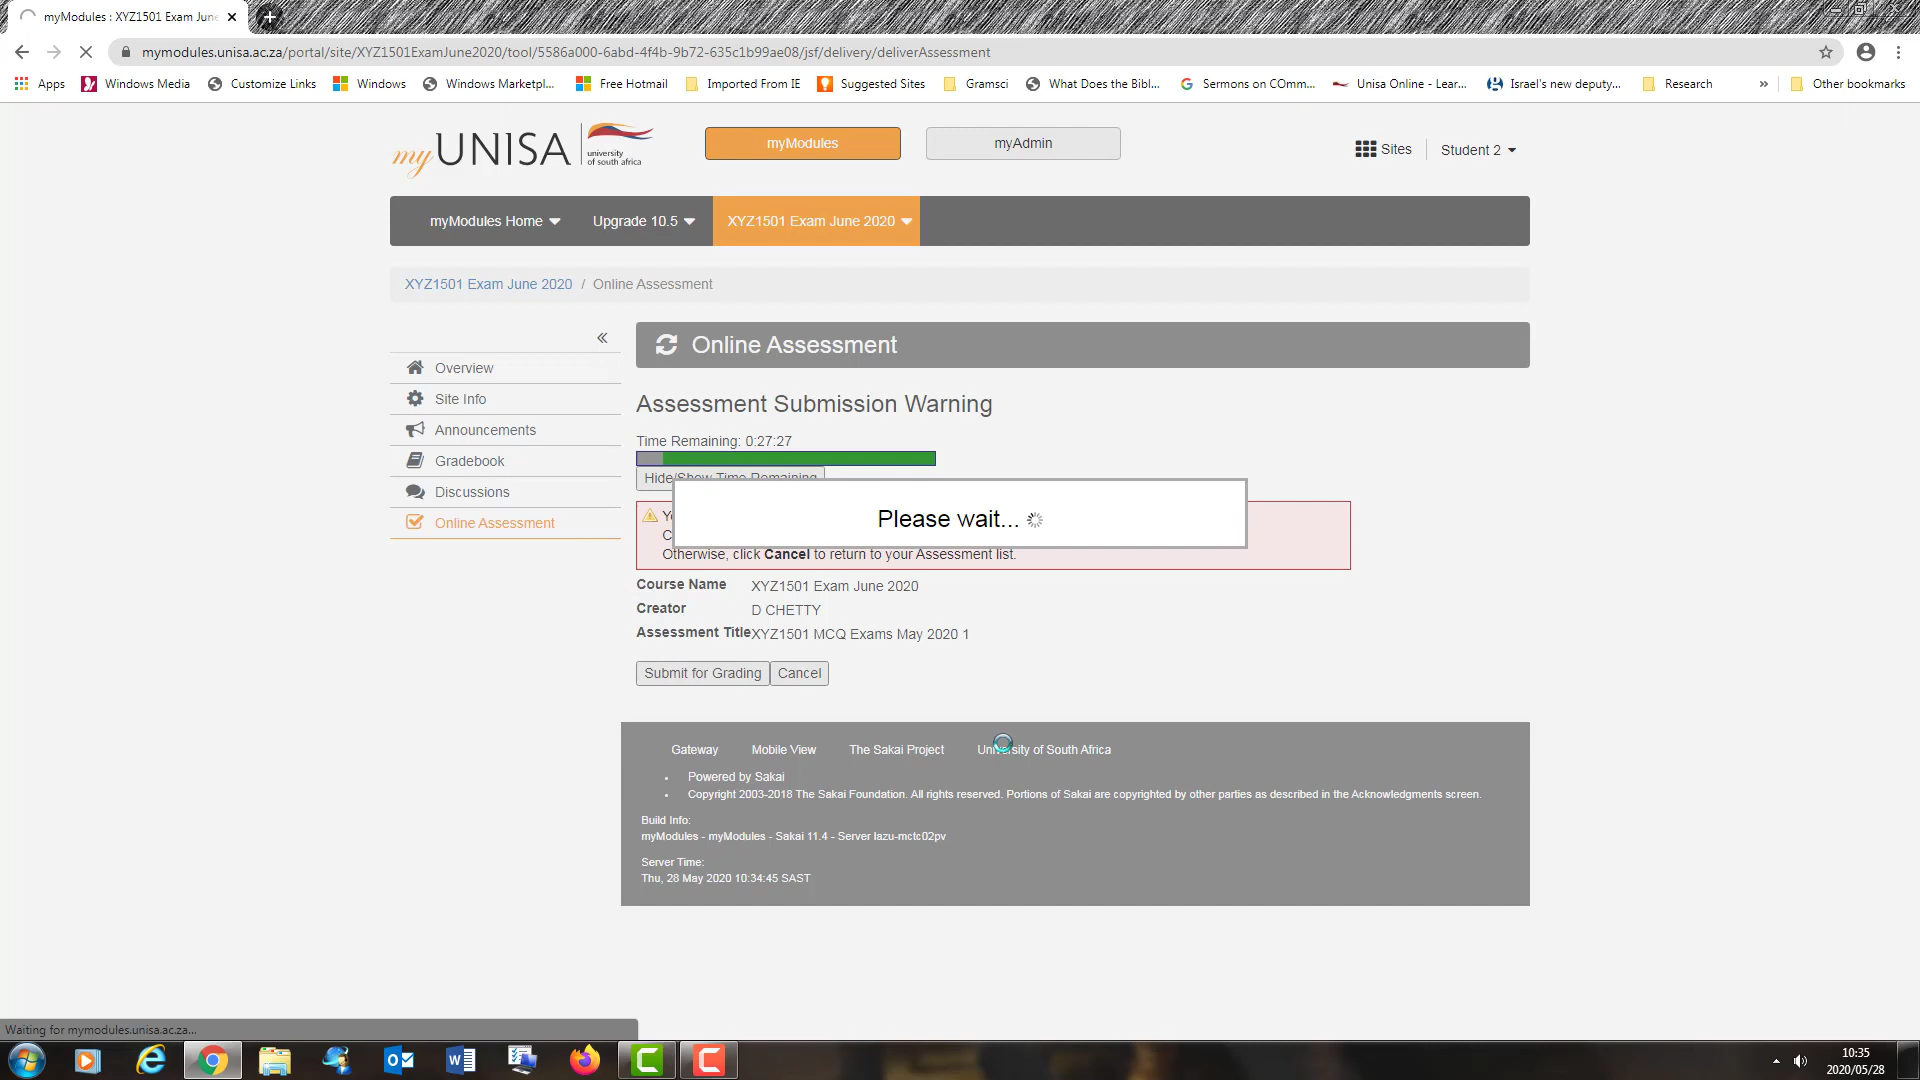 myModules : XYZ1501 Exam June
mymodules.unisa.ac.za/portal/site/XYZ1501ExamJune2020/tool/5586a000-6abd-4f4b-9b72-635c1b99ae08/jsf/delivery/deliverAssessment
Apps Windows Media Customize Links Windows Windows Marketpl... Free Hotmail Imported From IE Suggested Sites Gramsci What Does the Bibl... Sermons on COmm... Unisa Online - Lear... Israel's new deputy... Research » Other bookmarks
my UNISA university of south africa
myModules
myAdmin
Sites
Student 2
myModules Home
Upgrade 10.5
XYZ1501 Exam June 2020
XYZ1501 Exam June 2020 / Online Assessment
«
Overview
Site Info
Announcements
Gradebook
Discussions
Online Assessment
Online Assessment
Assessment Submission Warning
Time Remaining: 0:27:27
Hide/Show Time Remaining
Please wait...
Otherwise, click Cancel to return to your Assessment list.
Course Name XYZ1501 Exam June 2020
Creator D CHETTY
Assessment Title XYZ1501 MCQ Exams May 2020 1
Submit for Grading Cancel
Gateway Mobile View The Sakai Project University of South Africa
• Powered by Sakai
• Copyright 2003-2018 The Sakai Foundation. All rights reserved. Portions of Sakai are copyrighted by other parties as described in the Acknowledgments screen.
Build Info:
myModules - myModules - Sakai 11.4 - Server lazu-mctc02pv
Server Time:
Thu, 28 May 2020 10:34:45 SAST
Waiting for mymodules.unisa.ac.za...
10:35
2020/05/28